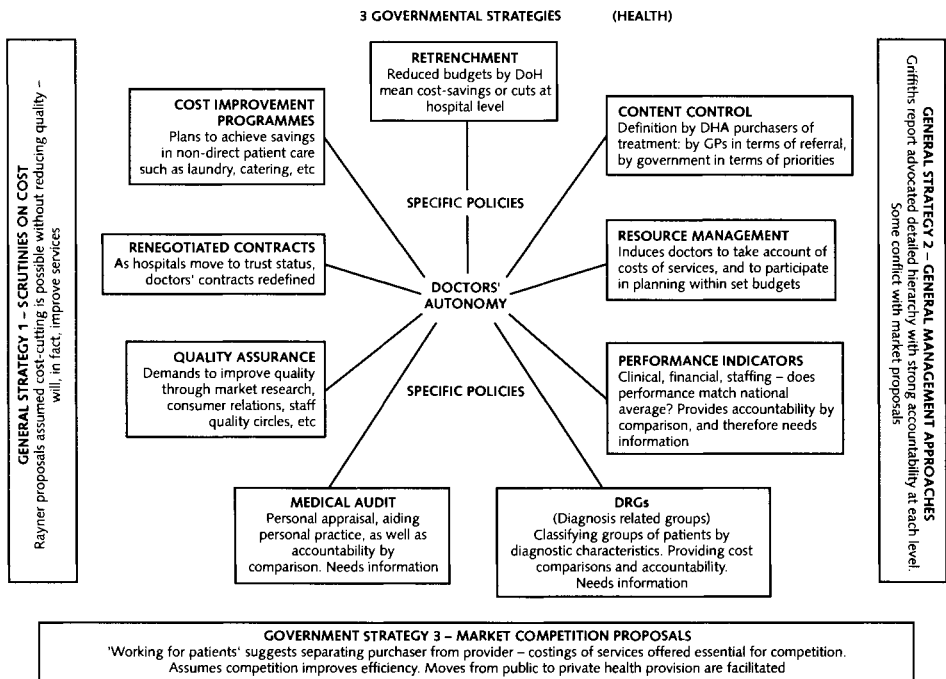 3 GOVERNMENTAL STRATEGIES (HEALTH)
GENERAL STRATEGY 1 – SCRUTINIES ON COST
Rayner proposals assumed cost-cutting is possible without reducing quality –
will, in fact, improve services
RETRENCHMENT
Reduced budgets by DoH
mean cost-savings or cuts at
hospital level
COST IMPROVEMENT
PROGRAMMES
Plans to achieve savings
in non-direct patient care
such as laundry, catering, etc
CONTENT CONTROL
Definition by DHA purchasers of
treatment: by GPs in terms of referral,
by government in terms of priorities
SPECIFIC POLICIES
RENEGOTIATED CONTRACTS
As hospitals move to trust status,
doctors' contracts redefined
RESOURCE MANAGEMENT
Induces doctors to take account of
costs of services, and to participate
in planning within set budgets
DOCTORS'
AUTONOMY
QUALITY ASSURANCE
Demands to improve quality
through market research,
consumer relations, staff
quality circles, etc
SPECIFIC POLICIES
PERFORMANCE INDICATORS
Clinical, financial, staffing – does
performance match national
average? Provides accountability by
comparison, and therefore needs
information
MEDICAL AUDIT
Personal appraisal, aiding
personal practice, as well as
accountability by
comparison. Needs information
DRGs
(Diagnosis related groups)
Classifying groups of patients by
diagnostic characteristics. Providing cost
comparisons and accountability.
Needs information
GENERAL STRATEGY 2 – GENERAL MANAGEMENT APPROACHES
Griffiths report advocated detailed hierarchy with strong accountability at each level.
Some conflict with market proposals
GOVERNMENT STRATEGY 3 – MARKET COMPETITION PROPOSALS
'Working for patients' suggests separating purchaser from provider – costings of services offered essential for competition.
Assumes competition improves efficiency. Moves from public to private health provision are facilitated